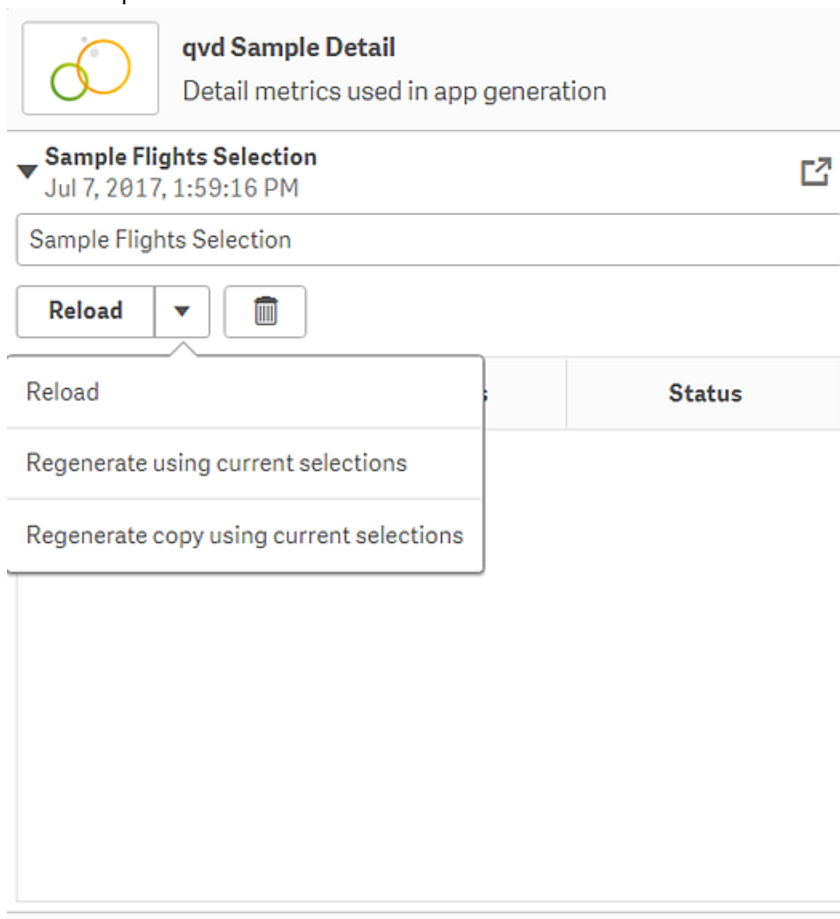 qvd Sample Detail
Detail metrics used in app generation
Sample Flights Selection
Jul 7, 2017, 1:59:16 PM
Sample Flights Selection
Reload
Reload
Status
Regenerate using current selections
Regenerate copy using current selections